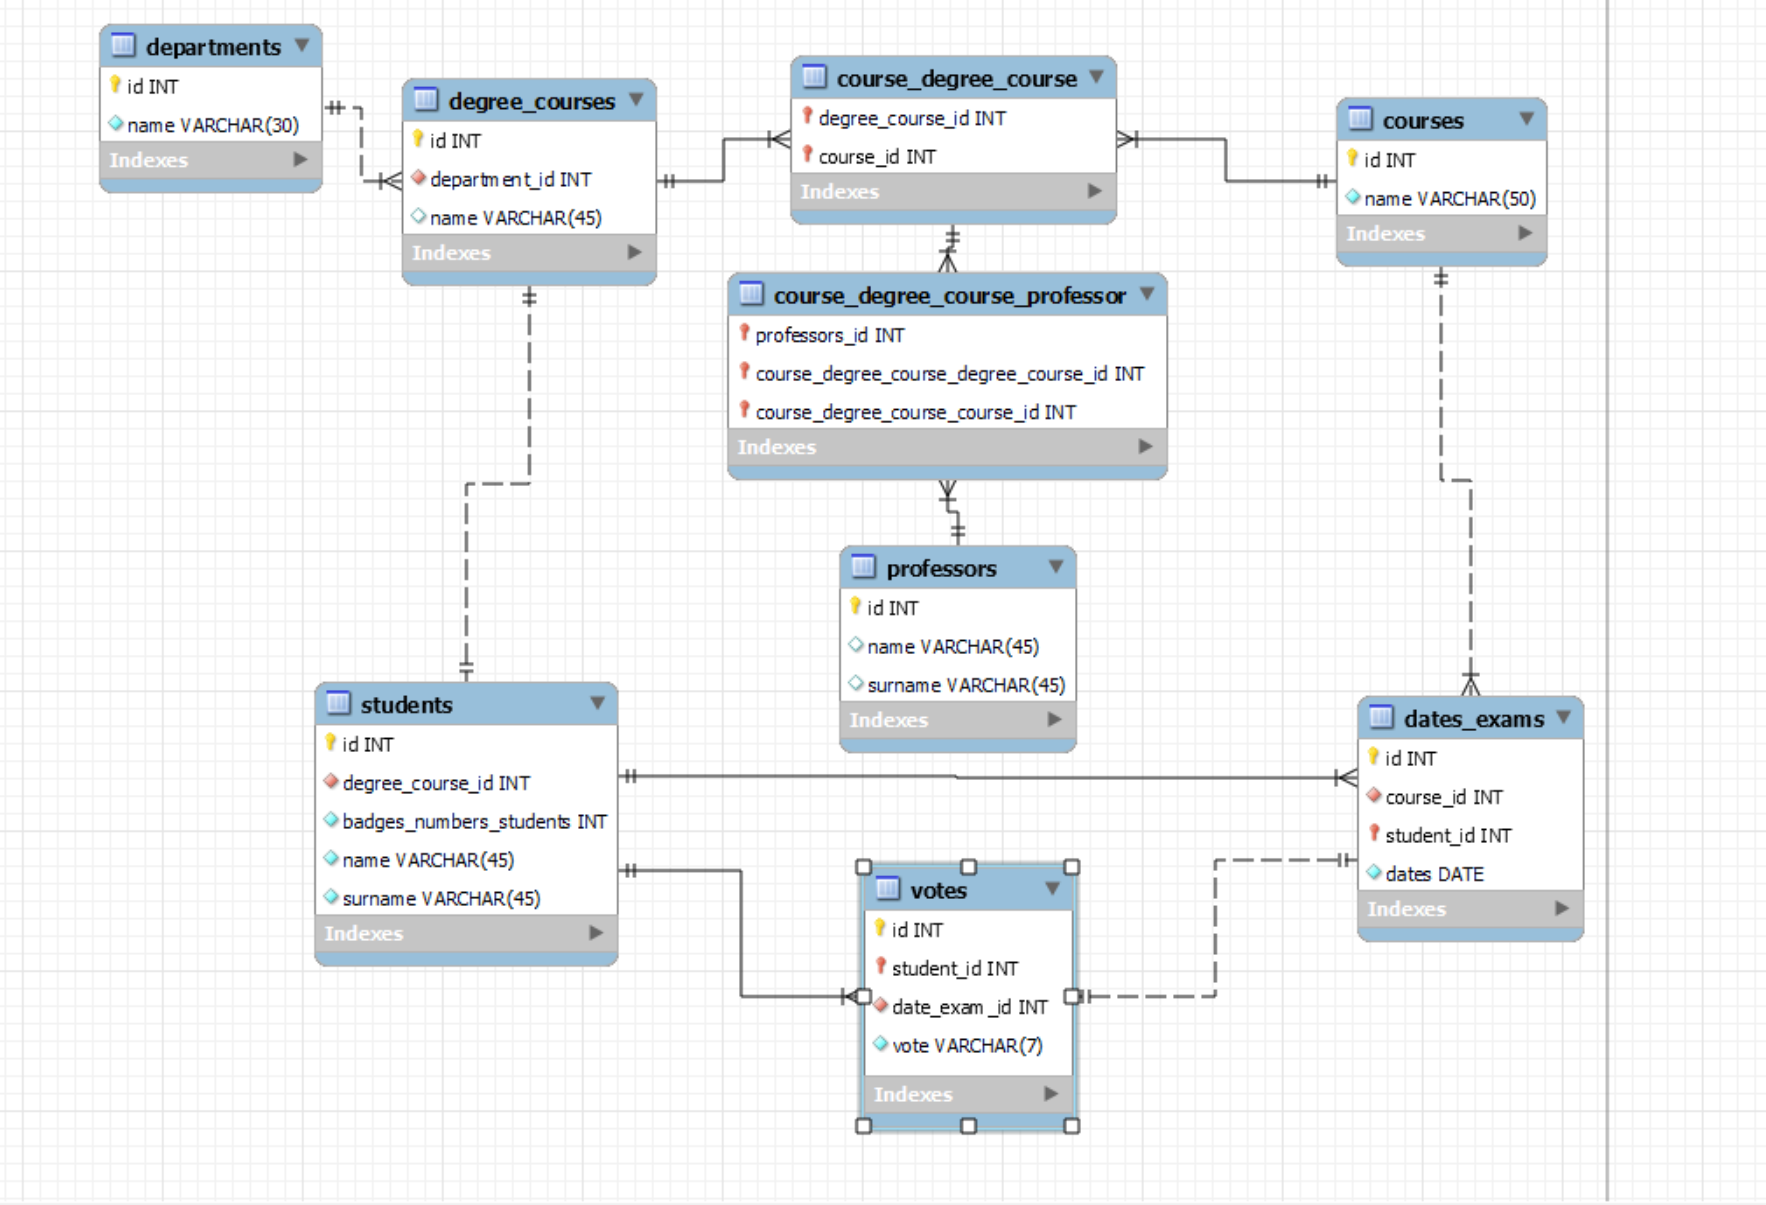 departments
id INT
name VARCHAR(30)
Indexes
degree_courses
id INT
department_id INT
name VARCHAR(45)
Indexes
course_degree_course
degree_course_id INT
course_id INT
Indexes
courses
id INT
name VARCHAR(50)
Indexes
course_degree_course_professor
professors_id INT
course_degree_course_degree_course_id INT
course_degree_course_course_id INT
Indexes
professors
id INT
name VARCHAR(45)
surname VARCHAR(45)
Indexes
students
id INT
degree_course_id INT
badges_numbers_students INT
name VARCHAR(45)
surname VARCHAR(45)
Indexes
dates_exams
id INT
course_id INT
student_id INT
dates DATE
Indexes
votes
id INT
student_id INT
date_exam_id INT
vote VARCHAR(7)
Indexes